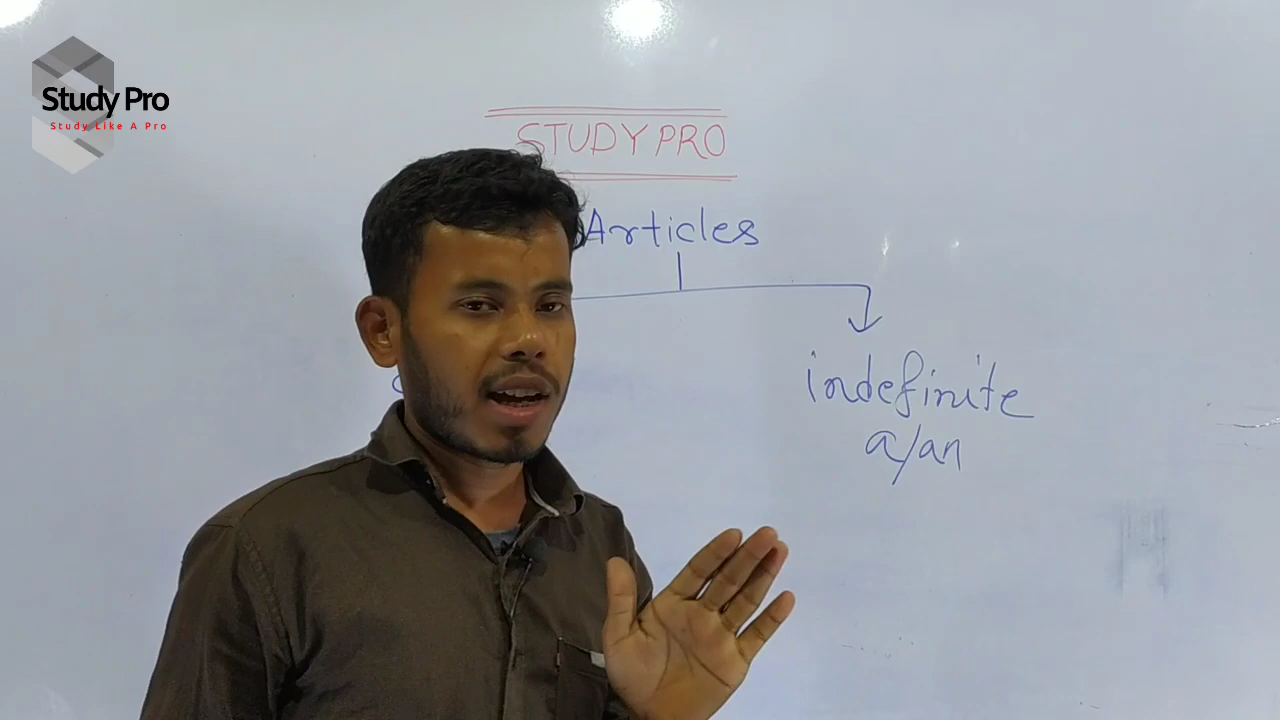 Study Pro
Study Like A Pro
STUDY PRO
Articles
indefinite
a/an